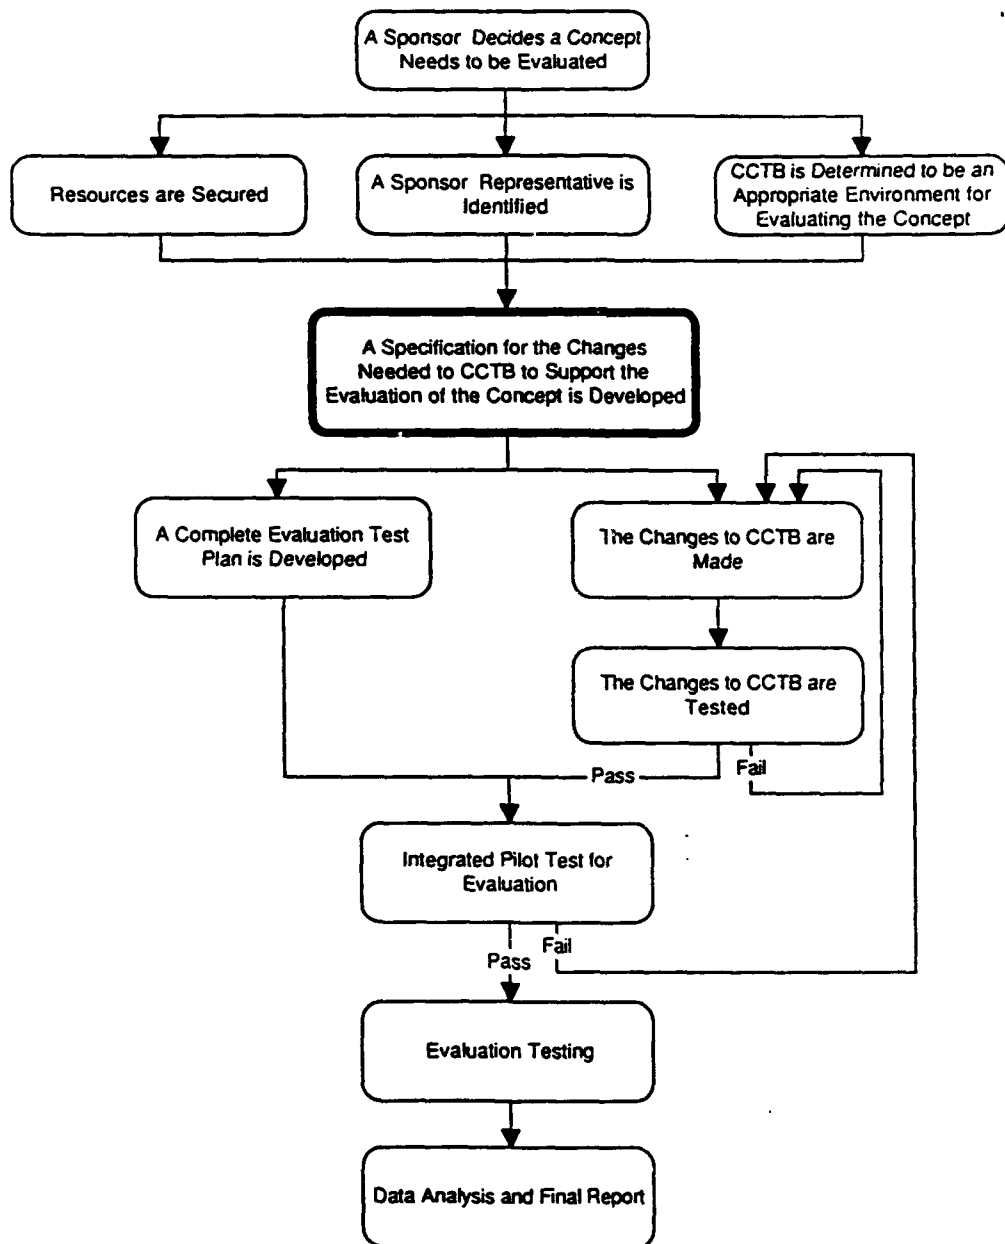 A Sponsor Decides a Concept
Needs to be Evaluated
Resources are Secured
A Sponsor Representative is
Identified
CCTB is Determined to be an
Appropriate Environment for
Evaluating the Concept
A Specification for the Changes
Needed to CCTB to Support the
Evaluation of the Concept is Developed
A Complete Evaluation Test
Plan is Developed
The Changes to CCTB are
Made
The Changes to CCTB are
Tested
Pass
Fail
Integrated Pilot Test for
Evaluation
Fail
Pass
Evaluation Testing
Data Analysis and Final Report